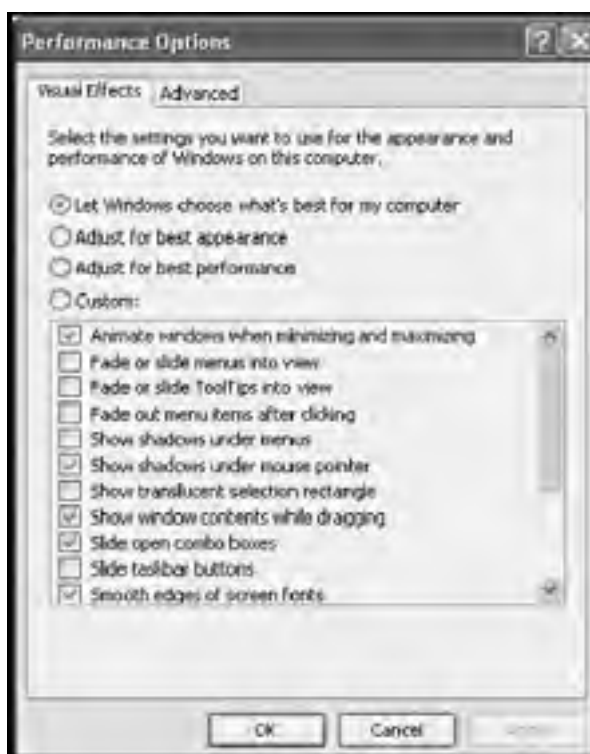 Performance Options
Visual Effects
Advanced
Select the settings you want to use for the appearance and
performance of Windows on this computer.
Let Windows choose what's best for my computer
Adjust for best appearance
Adjust for best performance
Custom:
Animate windows when minimizing and maximizing
Fade or slide menus into view
Fade or slide ToolTips into view
Fade out menu items after clicking
Show shadows under menus
Show shadows under mouse pointer
Show translucent selection rectangle
Show window contents while dragging
Slide open combo boxes
Slide taskbar buttons
Smooth edges of screen fonts
OK
Cancel